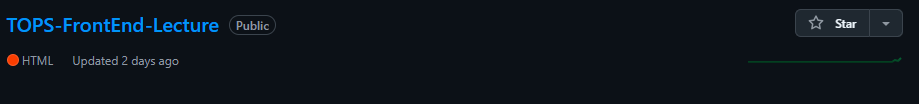 TOPS-FrontEnd-Lecture Public Star
HTML Updated 2 days ago